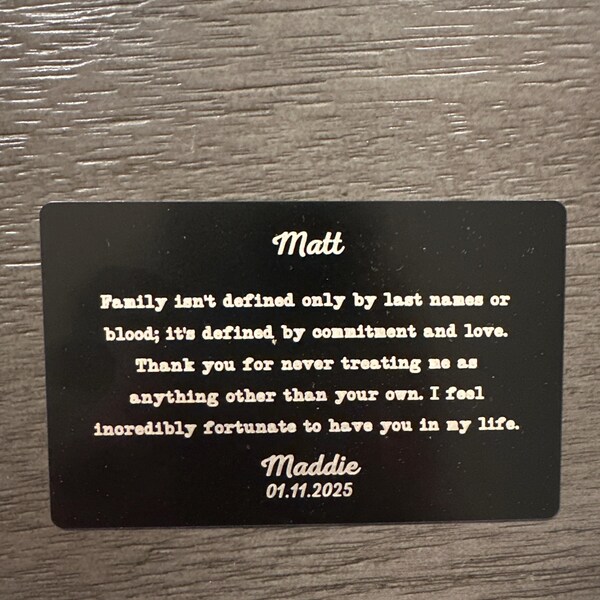 Matt
Family isn't defined only by last names or
blood; it's defined by commitment and love.
Thank you for never treating me as
anything other than your own. I feel
incredibly fortunate to have you in my life.
Maddie
01.11.2025